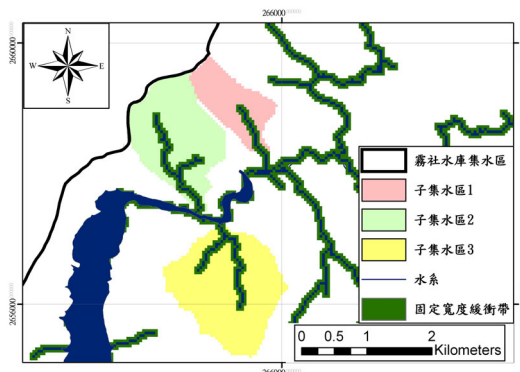 266000
2660000
N
W E
S
霧社水庫集水區
子集水區1
子集水區2
子集水區3
水系
固定寬度緩衝帶
2656000
0 0.5 1 2
Kilometers